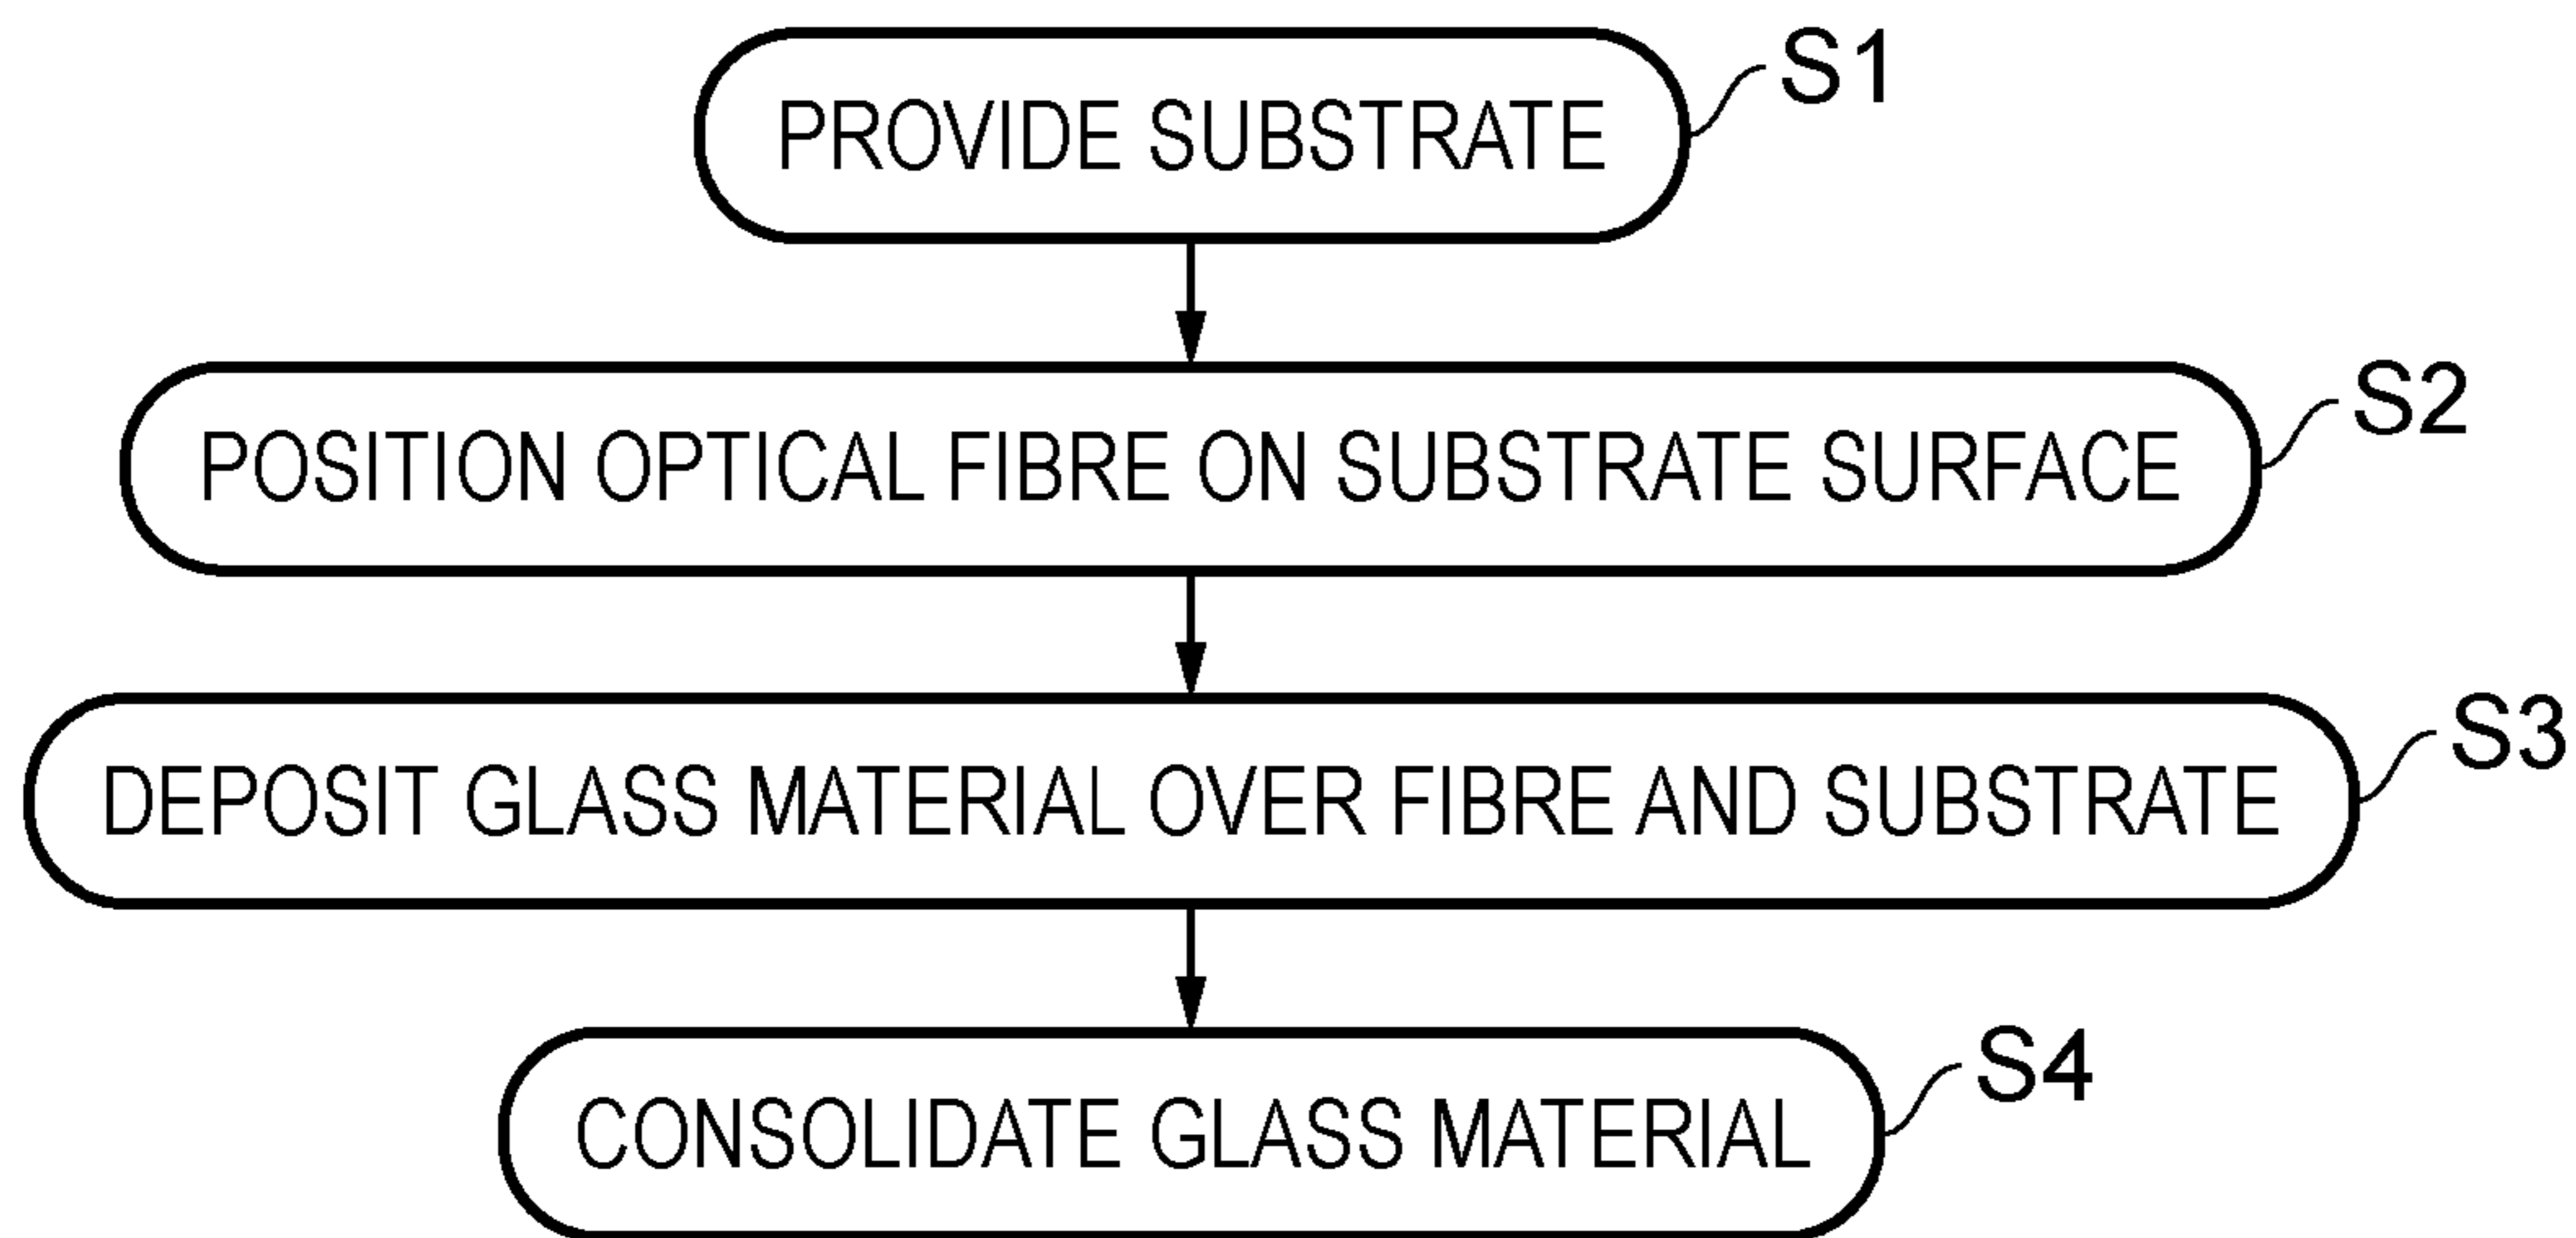 S1
PROVIDE SUBSTRATE
S2
POSITION OPTICAL FIBRE ON SUBSTRATE SURFACE
S3
DEPOSIT GLASS MATERIAL OVER FIBRE AND SUBSTRATE
S4
CONSOLIDATE GLASS MATERIAL